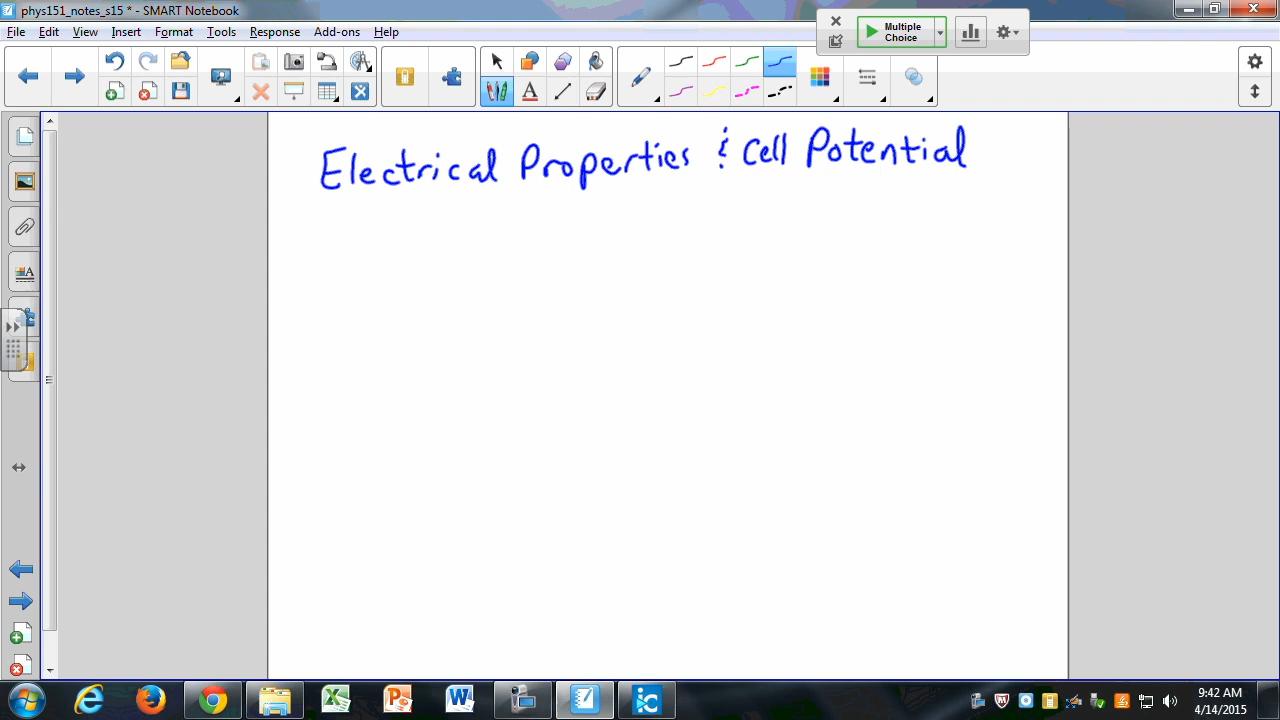 phys151_notes_s15 * - SMART Notebook
File Edit View Insert Format Tools Response Add-ons Help
Multiple
Choice
Electrical Properties & Cell Potential
9:42 AM
4/14/2015